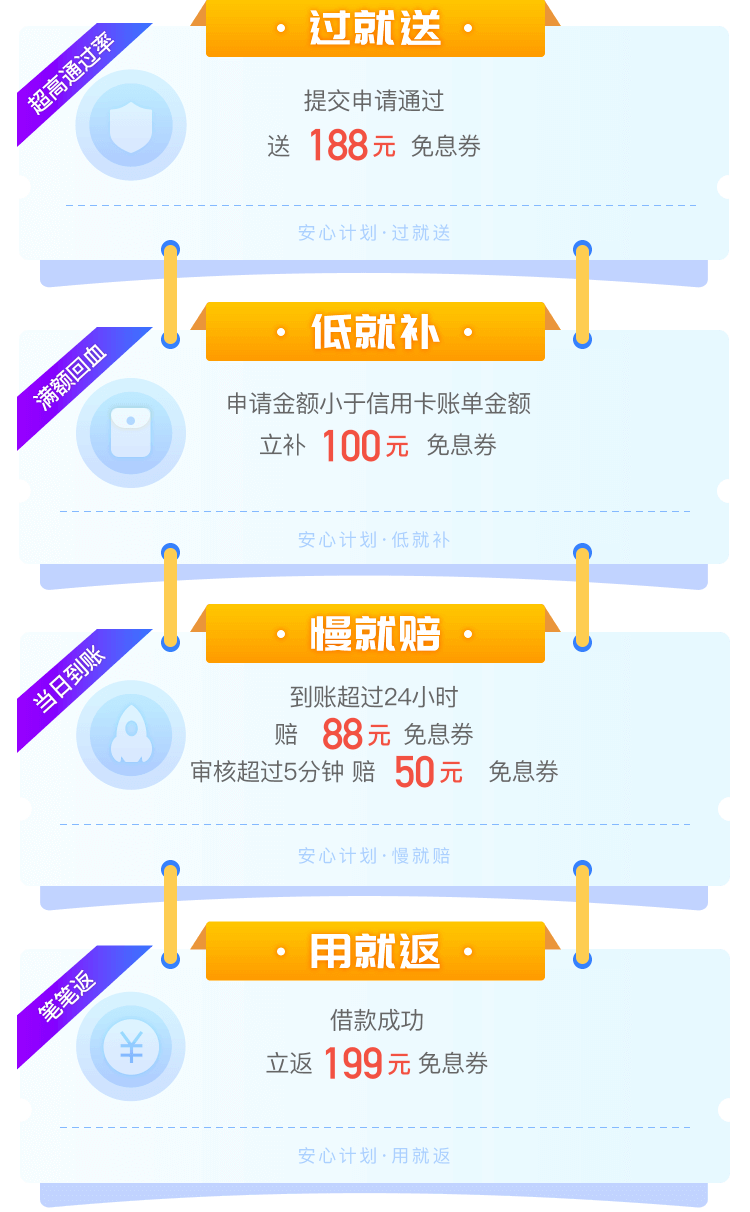 · 过就送 ·
超高通过率
提交申请通过
送 188元 免息券
安心计划·过就送
· 低就补 ·
满额回血
申请金额小于信用卡账单金额
立补 100元 免息券
安心计划·低就补
· 慢就赔 ·
当日到账
到账超过24小时
赔 88元 免息券
审核超过5分钟 赔 50元 免息券
安心计划·慢就赔
· 用就返 ·
笔笔返
¥
借款成功
立返 199元 免息券
安心计划·用就返